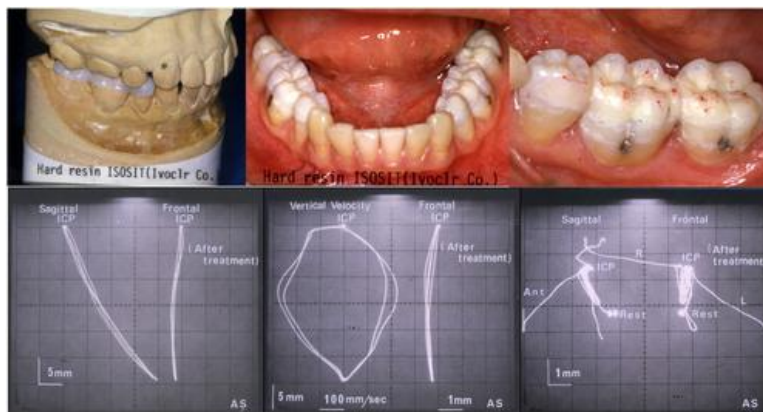 Hard resin ISOSIT(Ivoclr Co.)
Hard resin ISOSIT(Ivoclr Co.)
Sagittal Frontal
ICP ICP
(After
treatment)
5mm
AS
Vertical Velocity Frontal
ICP ICP
(After
treatment)
5mm 100mm/sec 1mm
AS
Sagittal Frontal
(After
treatment)
R
ICP ICP
Ant L
Rest Rest
1mm
AS